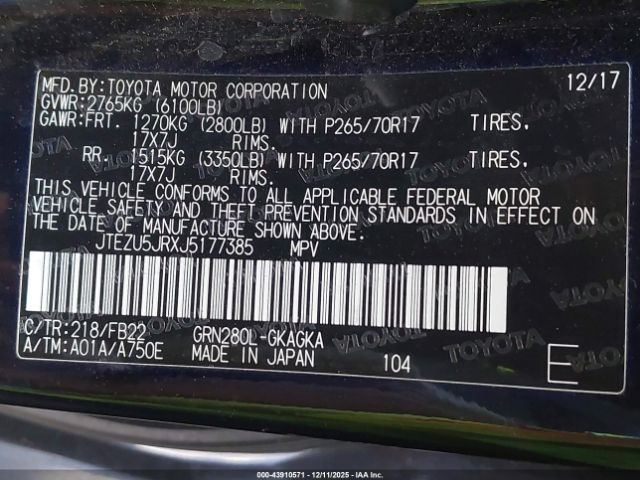 MFD.BY:TOYOTA MOTOR CORPORATION 12/17
GVWR:2765KG (6100LB)
GAWR:FRT. 1270KG (2800LB) WITH P265/70R17 TIRES,
17X7J RIMS.
RR. 1515KG (3350LB) WITH P265/70R17 TIRES,
17X7J RIMS.
THIS VEHICLE CONFORMS TO ALL APPLICABLE FEDERAL MOTOR
VEHICLE SAFETY AND THEFT PREVENTION STANDARDS IN EFFECT ON
THE DATE OF MANUFACTURE SHOWN ABOVE.
JTEZU5JRXJ5177385 MPV
C/TR:218/FB22 GRN280L-GKAGKA
A/TM:A01A/A750E MADE IN JAPAN 104 E
000-43910571 - 12/11/2025 - IAAI.CA